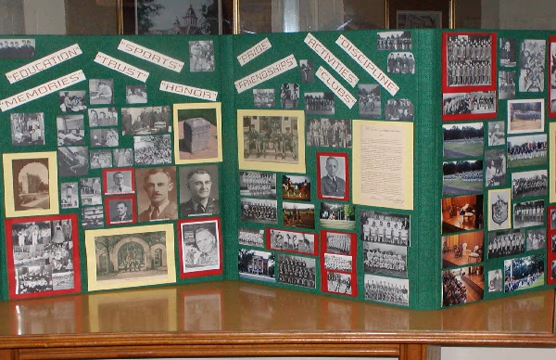 "EDUCATION"
"SPORTS"
"TRUST"
"HONOR"
"MEMORIES"
PRIDE
FRIENDSHIPS
ACTIVITIES
DISCIPLINE
CLUBS